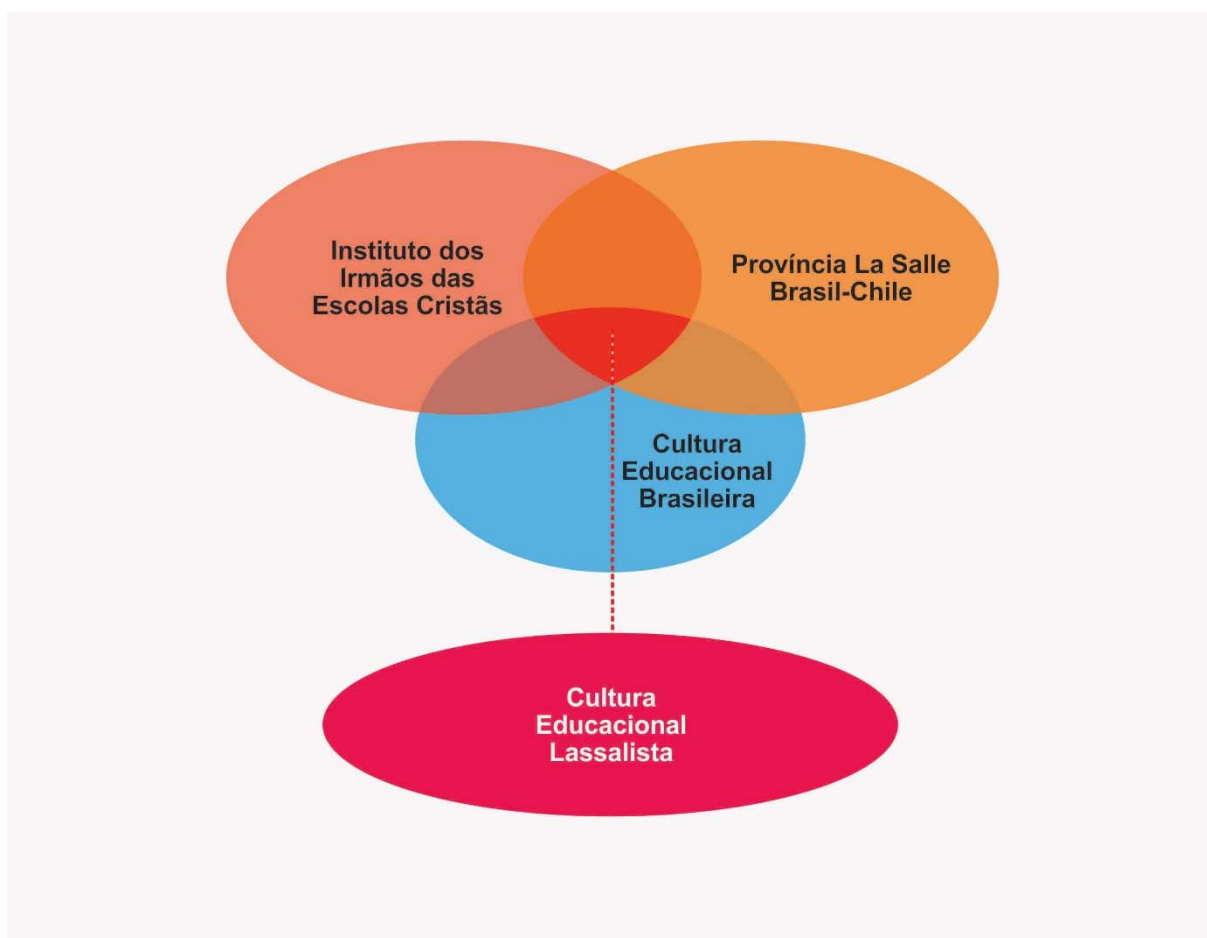 Instituto dos
Irmãos das
Escolas Cristãs
Província La Salle
Brasil-Chile
Cultura
Educacional
Brasileira
Cultura
Educacional
Lassalista